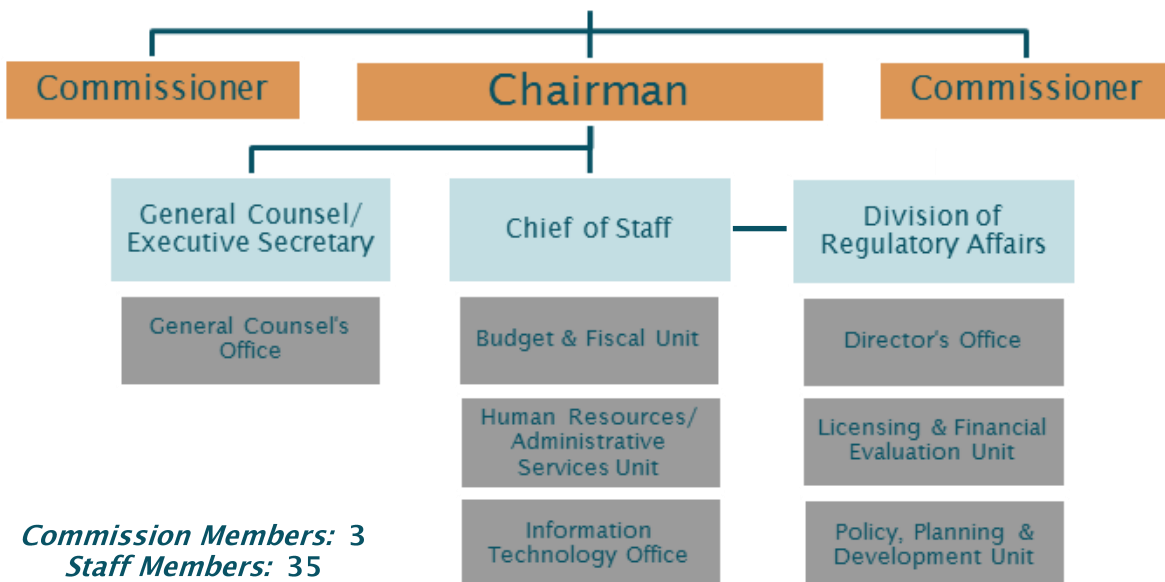 Commissioner
Chairman
Commissioner
General Counsel/
Executive Secretary
Chief of Staff
Division of
Regulatory Affairs
General Counsel's
Office
Budget & Fiscal Unit
Director's Office
Human Resources/
Administrative
Services Unit
Licensing & Financial
Evaluation Unit
Information
Technology Office
Policy, Planning &
Development Unit
Commission Members: 3
Staff Members: 35